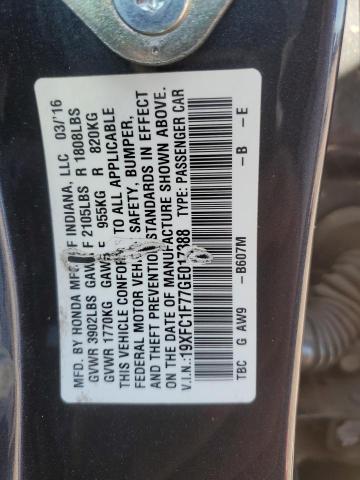 MFD. BY HONDA MFG. OF INDIANA, LLC 03/'16
GVWR 3902LBS GAWR F 2105LBS R 1808LBS
GVWR 1770KG GAWR F 955KG R 820KG
THIS VEHICLE CONFORMS TO ALL APPLICABLE
FEDERAL MOTOR VEHICLE SAFETY, BUMPER,
AND THEFT PREVENTION STANDARDS IN EFFECT
ON THE DATE OF MANUFACTURE SHOWN ABOVE.
V.I.N.:19XFC1F77GE017388 TYPE: PASSENGER CAR
TBC G AW9 -B607M -B -E